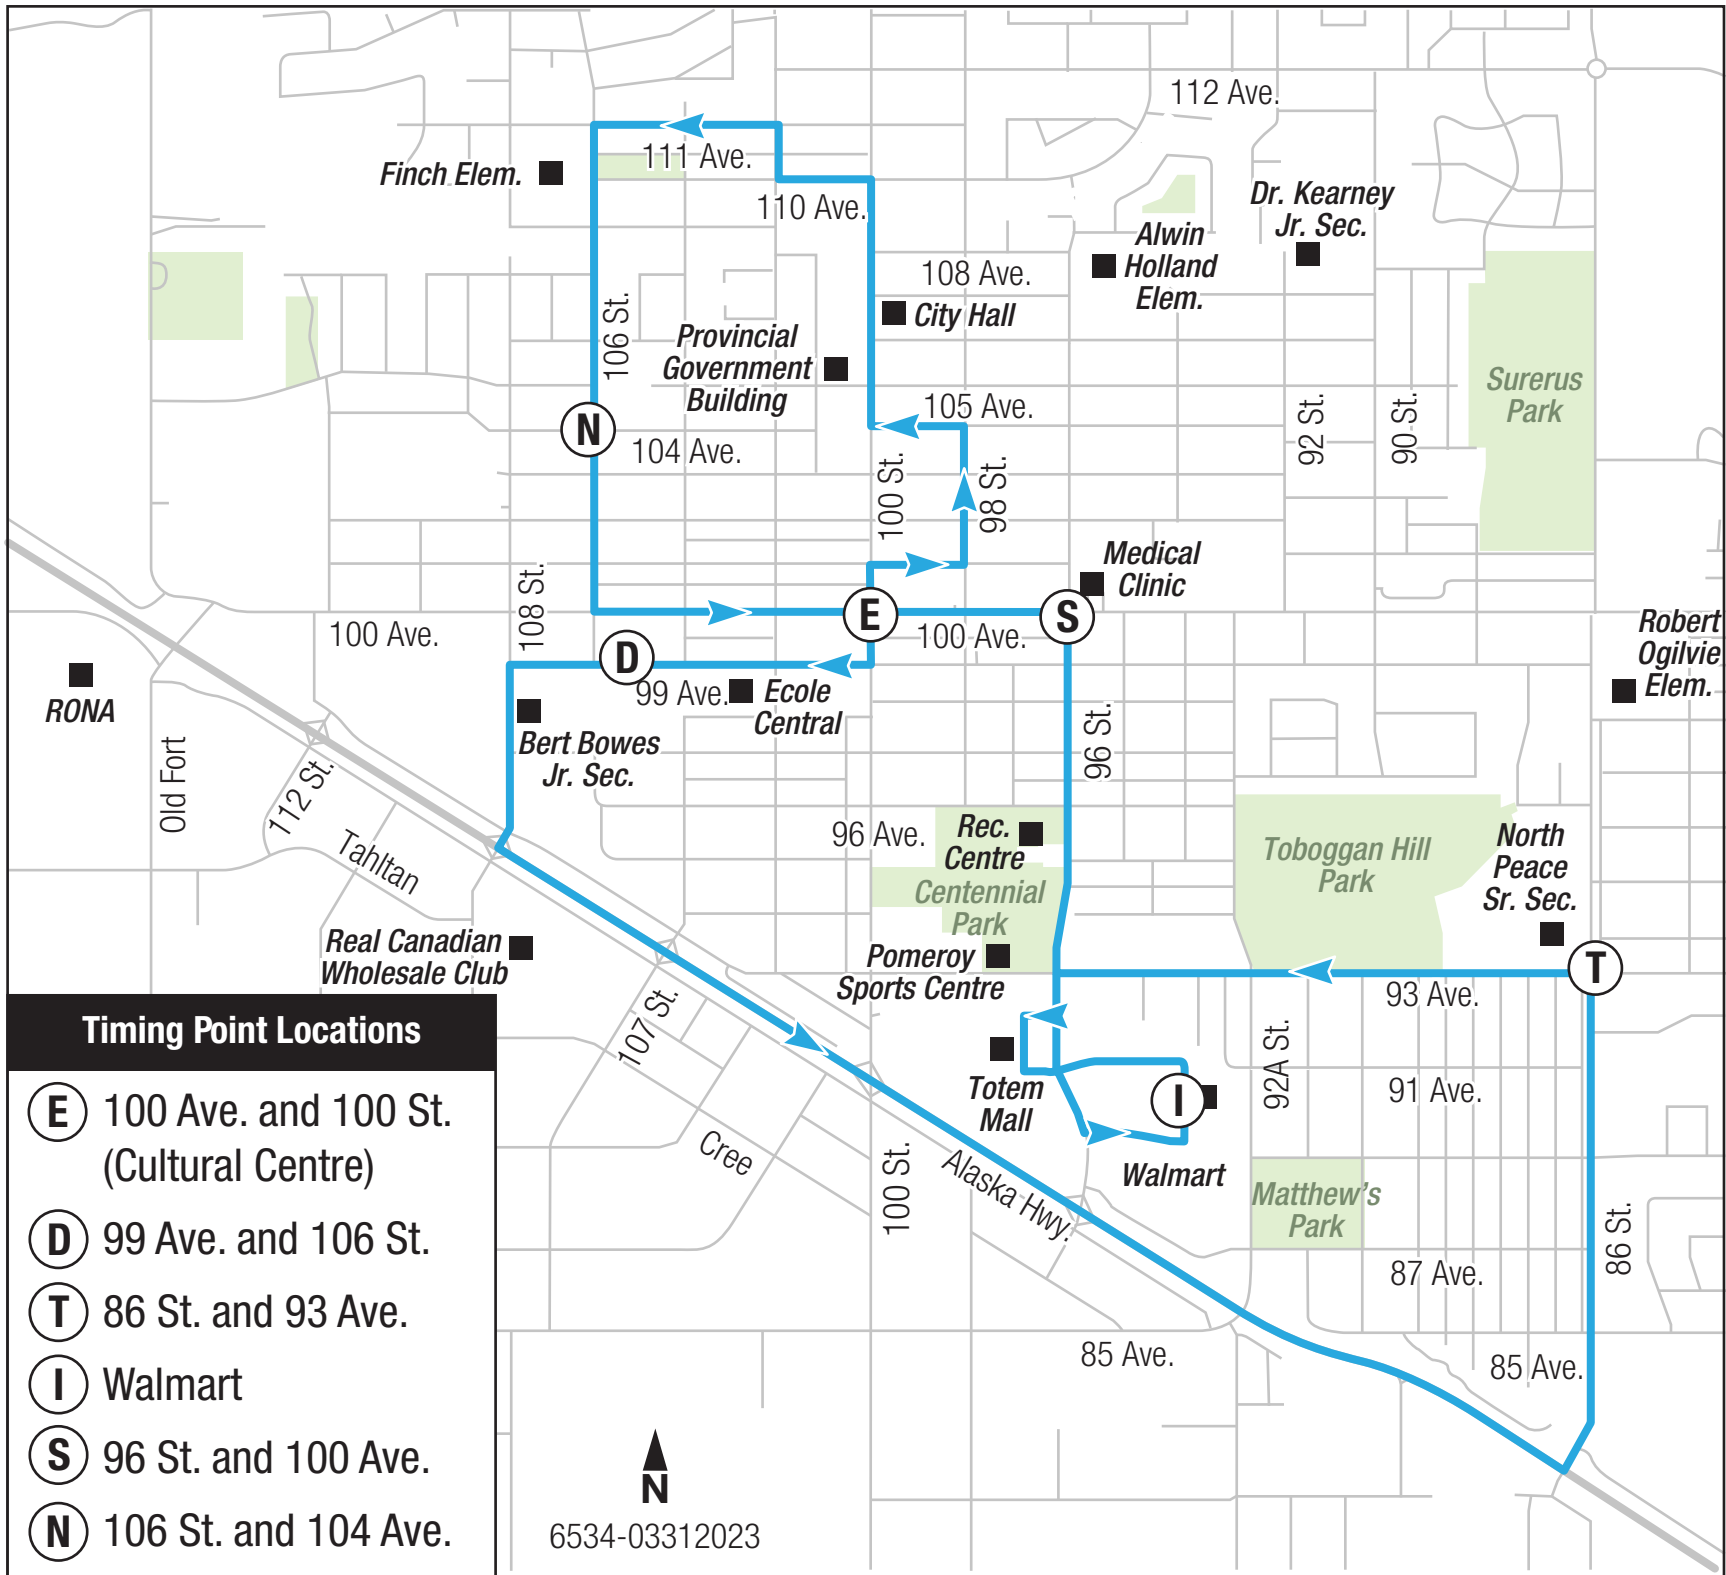 112 Ave.
111 Ave.
Finch Elem.
110 Ave.
Dr. Kearney
Jr. Sec.
Alwin
Holland
Elem.
108 Ave.
City Hall
106 St.
Provincial
Government
Building
Surerus
Park
105 Ave.
92 St.
90 St.
N
104 Ave.
100 St.
98 St.
Medical
Clinic
108 St.
E
S
100 Ave.
100 Ave.
Robert
Ogilvie
Elem.
D
RONA
99 Ave.
Ecole
Central
96 St.
Bert Bowes
Jr. Sec.
Old Fort
112 St.
Tahltan
96 Ave.
Rec.
Centre
Centennial
Park
Toboggan Hill
Park
North
Peace
Sr. Sec.
Real Canadian
Wholesale Club
Pomeroy
Sports Centre
T
93 Ave.
107 St.
92A St.
Totem
Mall
I
91 Ave.
Cree
100 St.
Alaska Hwy.
Walmart
Matthew's
Park
86 St.
87 Ave.
85 Ave.
85 Ave.
Timing Point Locations
E 100 Ave. and 100 St.
(Cultural Centre)
D 99 Ave. and 106 St.
T 86 St. and 93 Ave.
I Walmart
S 96 St. and 100 Ave.
N 106 St. and 104 Ave.
N
6534-03312023